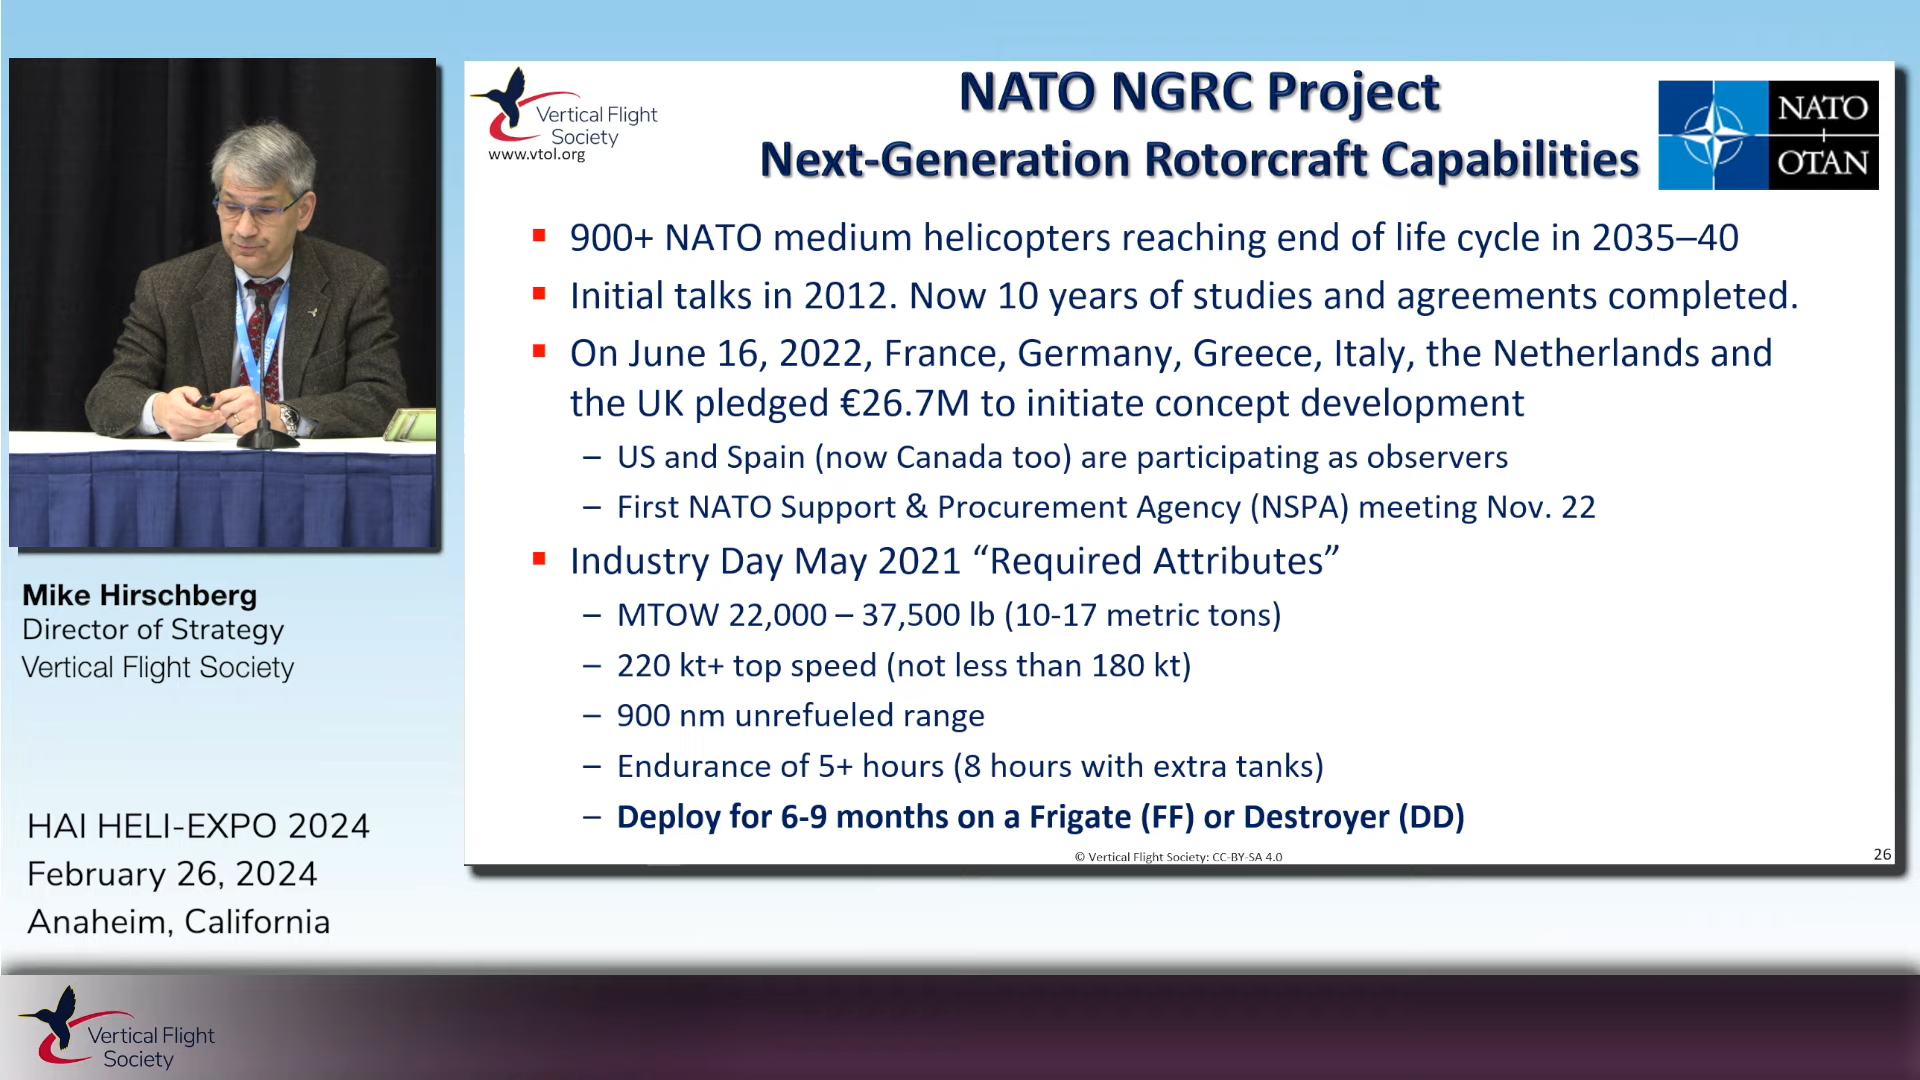 Vertical Flight
Society
www.vtol.org
NATO NGRC Project
Next-Generation Rotorcraft Capabilities
NATO
OTAN
▪ 900+ NATO medium helicopters reaching end of life cycle in 2035–40
▪ Initial talks in 2012. Now 10 years of studies and agreements completed.
▪ On June 16, 2022, France, Germany, Greece, Italy, the Netherlands and
the UK pledged €26.7M to initiate concept development
– US and Spain (now Canada too) are participating as observers
– First NATO Support & Procurement Agency (NSPA) meeting Nov. 22
▪ Industry Day May 2021 “Required Attributes”
– MTOW 22,000 – 37,500 lb (10-17 metric tons)
– 220 kt+ top speed (not less than 180 kt)
– 900 nm unrefueled range
– Endurance of 5+ hours (8 hours with extra tanks)
– Deploy for 6-9 months on a Frigate (FF) or Destroyer (DD)
© Vertical Flight Society: CC-BY-SA 4.0
26
Mike Hirschberg
Director of Strategy
Vertical Flight Society
HAI HELI-EXPO 2024
February 26, 2024
Anaheim, California
Vertical Flight
Society